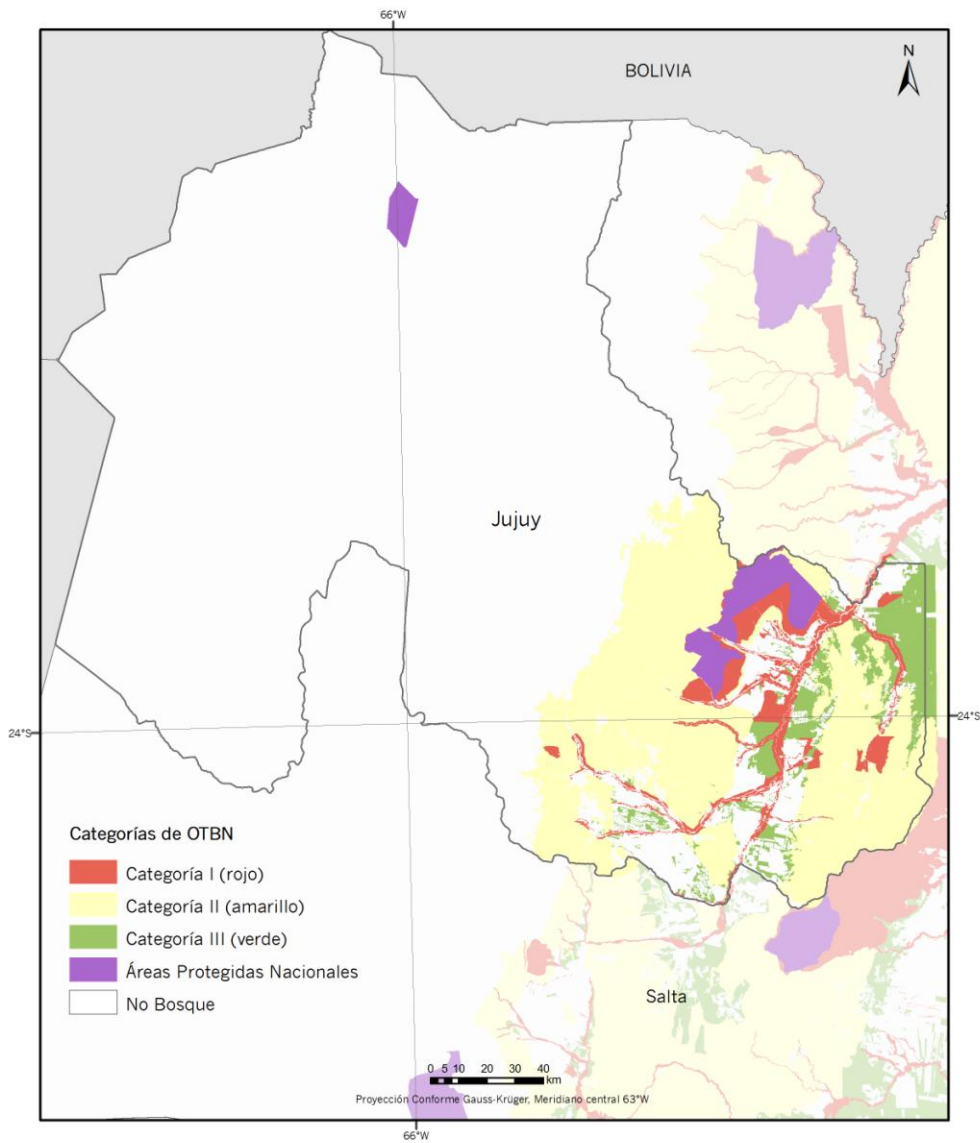 66°W
N
BOLIVIA
Jujuy
24°S
24°S
Categorías de OTBN
Categoría I (rojo)
Categoría II (amarillo)
Categoría III (verde)
Áreas Protegidas Nacionales
No Bosque
Salta
0 5 10 20 30 40
km
Proyección Conforme Gauss-Krüger, Meridiano central 63°W
66°W